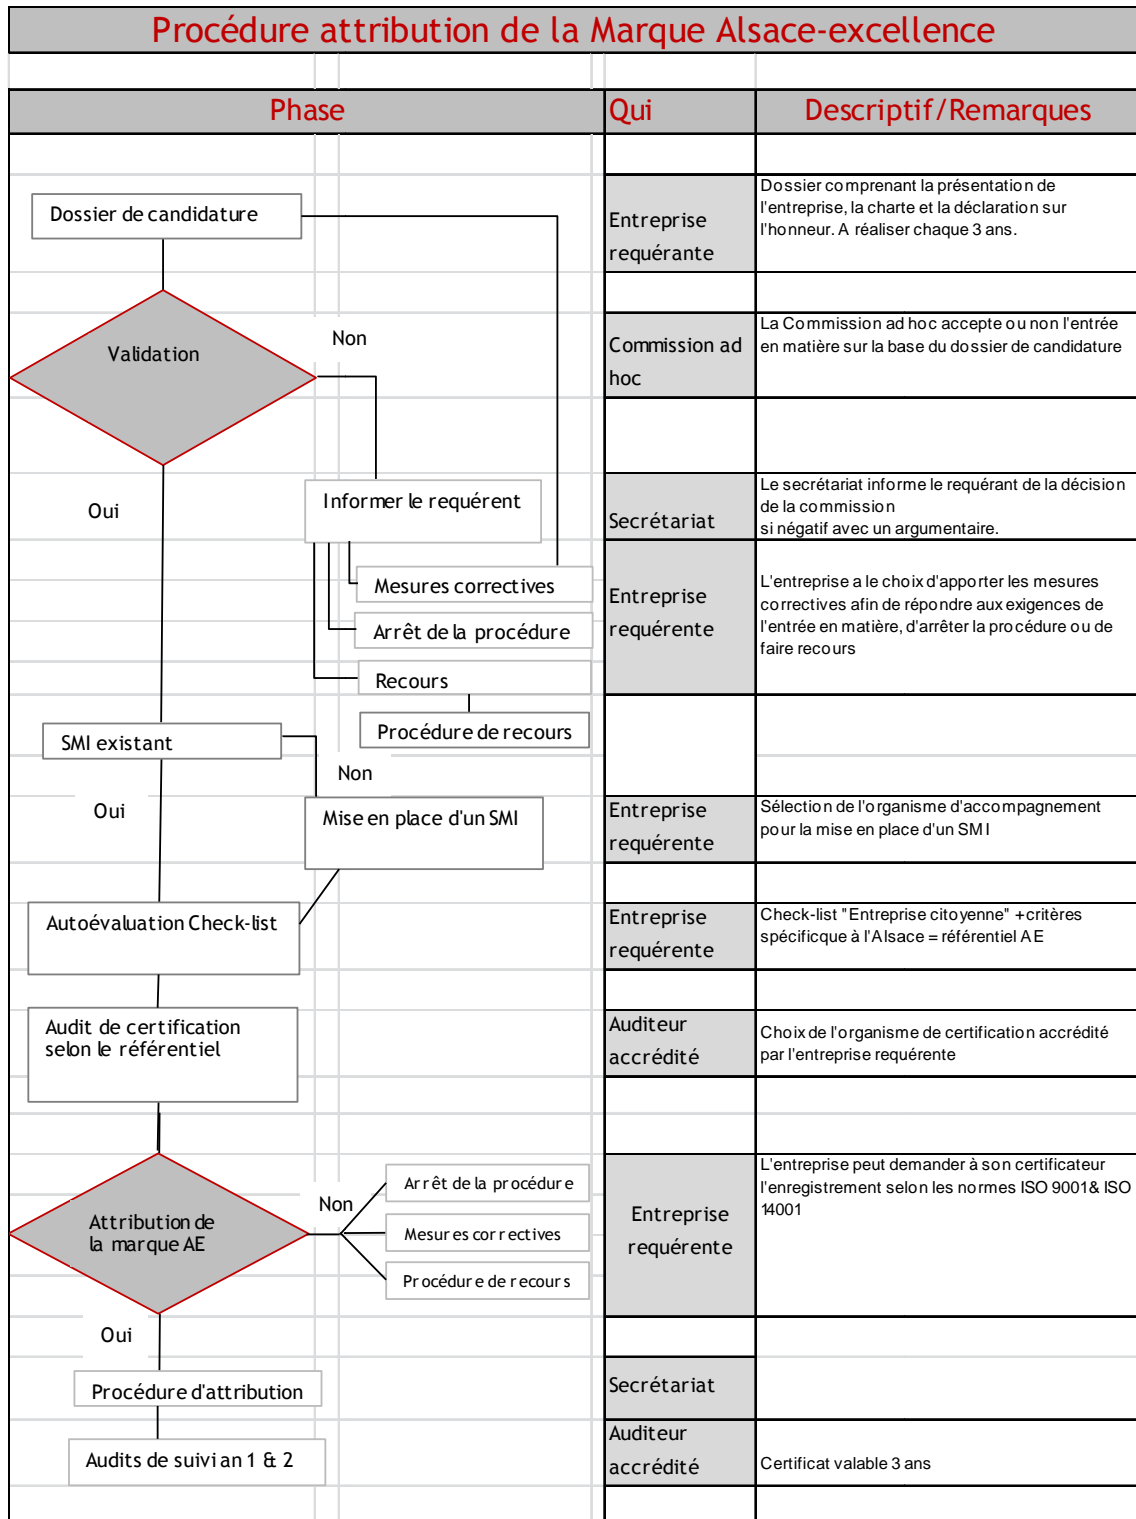 Procédure attribution de la Marque Alsace-excellence
Phase
Qui
Descriptif/Remarques
Dossier de candidature
Entreprise
requérante
Dossier comprenant la présentation de
l'entreprise, la charte et la déclaration sur
l'honneur. A réaliser chaque 3 ans.
Validation
Non
Commission ad
hoc
La Commission ad hoc accepte ou non l'entrée
en matière sur la base du dossier de candidature
Oui
Informer le requérent
Secrétariat
Le secrétariat informe le requérant de la décision
de la commission
si négatif avec un argumentaire.
Mesures correctives
Arrêt de la procédure
Recours
Procédure de recours
Entreprise
requérente
L'entreprise a le choix d'apporter les mesures
correctives afin de répondre aux exigences de
l'entrée en matière, d'arrêter la procédure ou de
faire recours
SMI existant
Non
Oui
Mise en place d'un SMI
Entreprise
requérente
Sélection de l'organisme d'accompagnement
pour la mise en place d'un SMI
Autoévaluation Check-list
Entreprise
requérente
Check-list "Entreprise citoyenne" +critères
spécificque à l'Alsace = référentiel AE
Audit de certification
selon le référentiel
Auditeur
accrédité
Choix de l'organisme de certification accrédité
par l'entreprise requérente
Attribution de
la marque AE
Non
Arrêt de la procédure
Mesures correctives
Procédure de recours
Entreprise
requérente
L'entreprise peut demander à son certificateur
l'enregistrement selon les normes ISO 9001& ISO
14001
Oui
Procédure d'attribution
Secrétariat
Audits de suivi an 1 & 2
Auditeur
accrédité
Certificat valable 3 ans